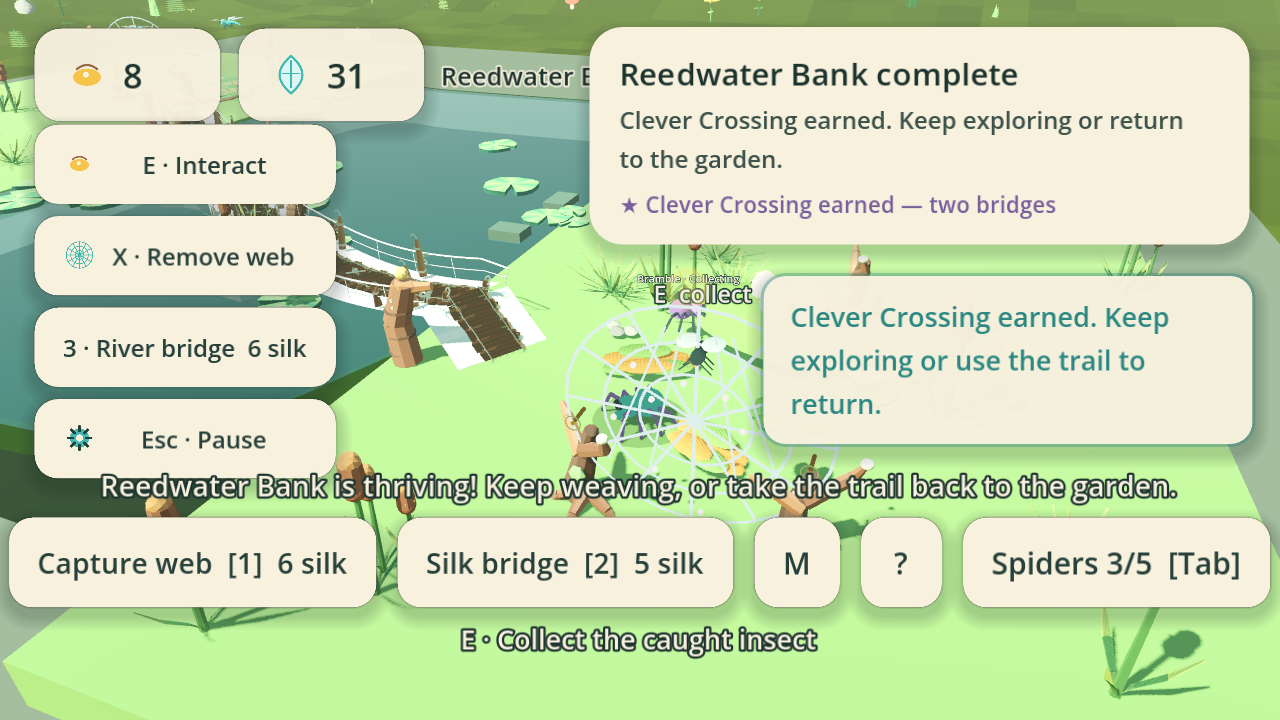 8
31
Reedwater B
Reedwater Bank complete
Clever Crossing earned. Keep exploring or return
to the garden.
★ Clever Crossing earned — two bridges
E · Interact
X · Remove web
3 · River bridge 6 silk
Esc · Pause
Bramble · Collecting
E collect
Clever Crossing earned. Keep
exploring or use the trail to
return.
Reedwater Bank is thriving! Keep weaving, or take the trail back to the garden.
Capture web [1] 6 silk
Silk bridge [2] 5 silk
M
?
Spiders 3/5 [Tab]
E · Collect the caught insect